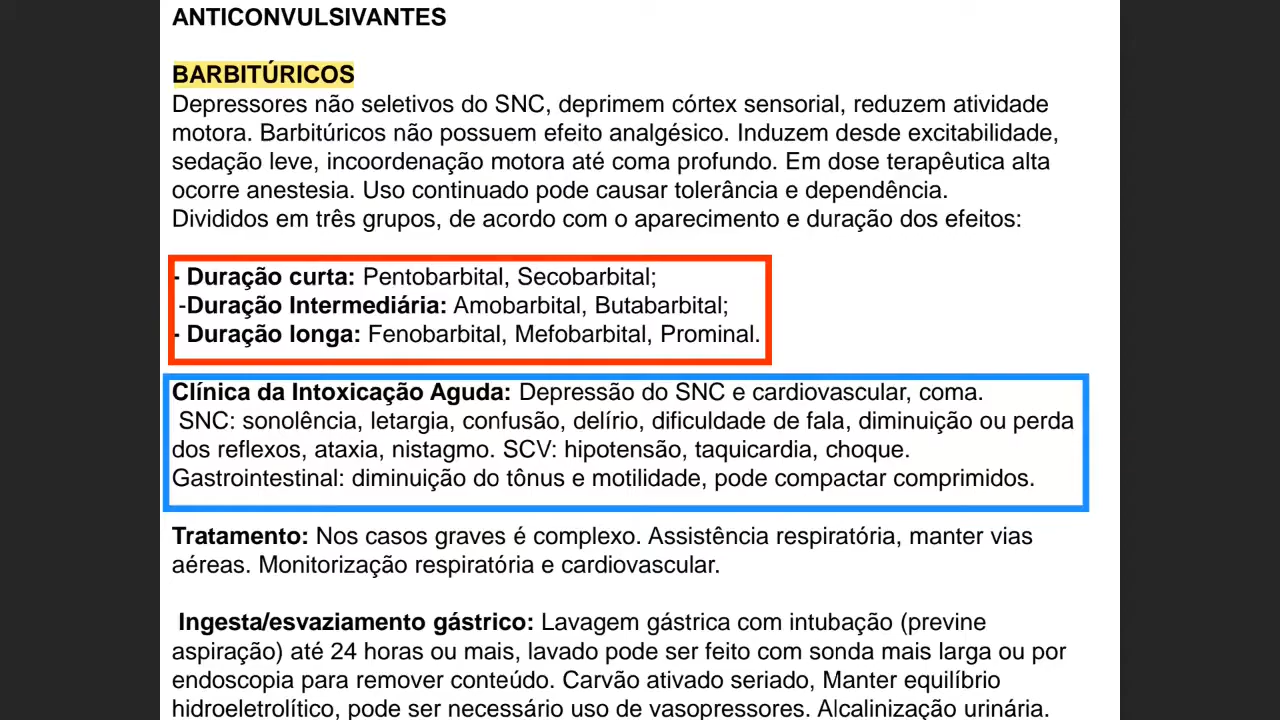 ANTICONVULSIVANTES
BARBITÚRICOS
Depressores não seletivos do SNC, deprimem córtex sensorial, reduzem atividade
motora. Barbitúricos não possuem efeito analgésico. Induzem desde excitabilidade,
sedação leve, incoordenação motora até coma profundo. Em dose terapêutica alta
ocorre anestesia. Uso continuado pode causar tolerância e dependência.
Divididos em três grupos, de acordo com o aparecimento e duração dos efeitos:
- Duração curta: Pentobarbital, Secobarbital;
-Duração Intermediária: Amobarbital, Butabarbital;
- Duração longa: Fenobarbital, Mefobarbital, Prominal.
Clínica da Intoxicação Aguda: Depressão do SNC e cardiovascular, coma.
SNC: sonolência, letargia, confusão, delírio, dificuldade de fala, diminuição ou perda
dos reflexos, ataxia, nistagmo. SCV: hipotensão, taquicardia, choque.
Gastrointestinal: diminuição do tônus e motilidade, pode compactar comprimidos.
Tratamento: Nos casos graves é complexo. Assistência respiratória, manter vias
aéreas. Monitorização respiratória e cardiovascular.
Ingesta/esvaziamento gástrico: Lavagem gástrica com intubação (previne
aspiração) até 24 horas ou mais, lavado pode ser feito com sonda mais larga ou por
endoscopia para remover conteúdo. Carvão ativado seriado, Manter equilíbrio
hidroeletrolítico, pode ser necessário uso de vasopressores. Alcalinização urinária.